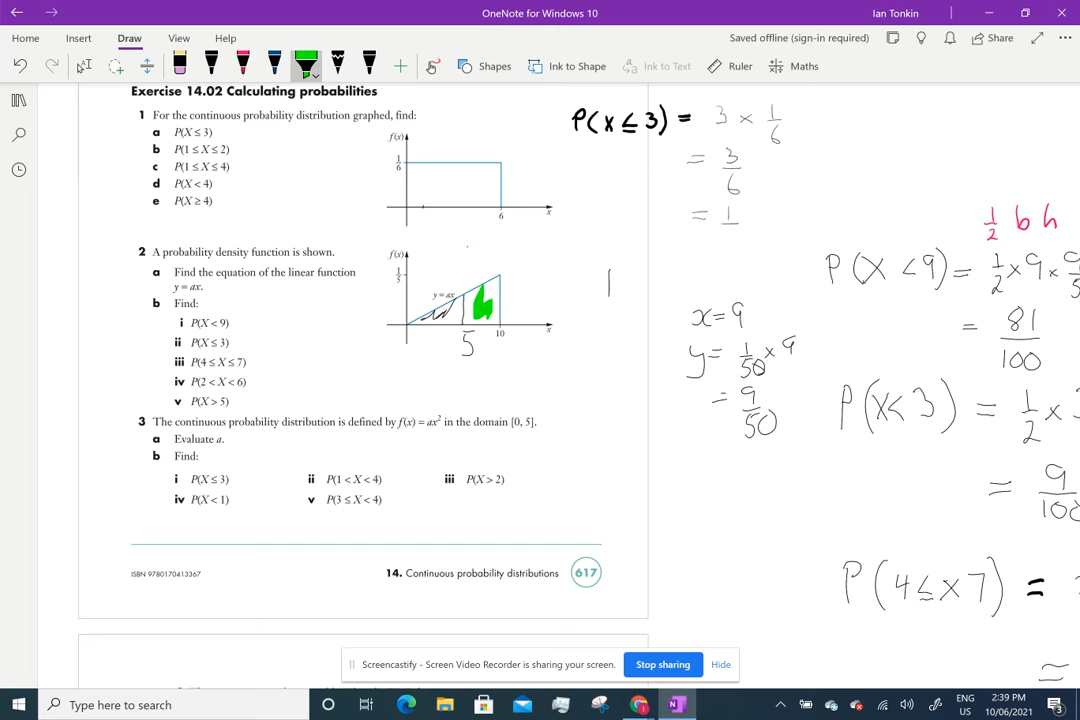 OneNote for Windows 10
Ian Tonkin
Home Insert Draw View Help
Saved offline (sign-in required)
Share
Shapes Ink to Shape Ink to Text Ruler Maths
Exercise 14.02 Calculating probabilities
1 For the continuous probability distribution graphed, find:
a P(X ≤ 3)
b P(1 ≤ X ≤ 2)
c P(1 ≤ X ≤ 4)
d P(X < 4)
e P(X ≥ 4)
f(x)
1/6
6
x
2 A probability density function is shown.
a Find the equation of the linear function
y = ax.
b Find:
i P(X < 9)
ii P(X ≤ 3)
iii P(4 ≤ X ≤ 7)
iv P(2 < X < 6)
v P(X > 5)
f(x)
1/5
y = ax
10
x
5
3 The continuous probability distribution is defined by f(x) = ax² in the domain [0, 5].
a Evaluate a.
b Find:
i P(X ≤ 3) ii P(1 < X < 4) iii P(X > 2)
iv P(X < 1) v P(3 ≤ X < 4)
ISBN 9780170413367
14. Continuous probability distributions 617
P(x ≤ 3) = 3 × 1/6
= 3/6
= 1
1/2 b h
P(X < 9) = 1/2 × 9 ×
= 81/100
x = 9
y = 1/50 × 9
= 9/50
P(X < 3) = 1/2 ×
= 9/100
P(4 ≤ x 7) =
=
Screencastify - Screen Video Recorder is sharing your screen.
Stop sharing
Hide
Type here to search
ENG
US
2:39 PM
10/06/2021
3